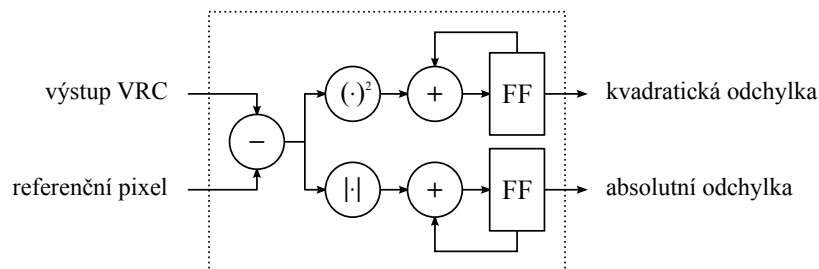 výstup VRC
(·)²
+
FF
kvadratická odchylka
−
referenční pixel
|·|
+
FF
absolutní odchylka